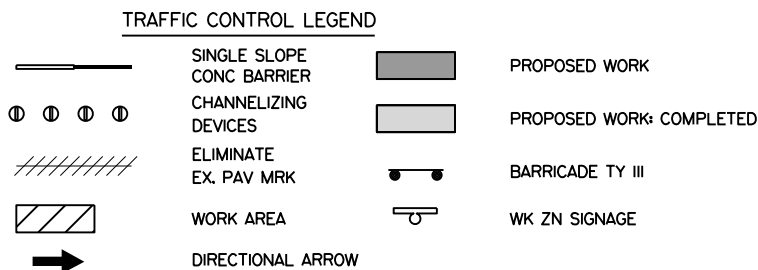 TRAFFIC CONTROL LEGEND
SINGLE SLOPE
CONC BARRIER
CHANNELIZING
DEVICES
ELIMINATE
EX. PAV MRK
WORK AREA
DIRECTIONAL ARROW
PROPOSED WORK
PROPOSED WORK: COMPLETED
BARRICADE TY III
WK ZN SIGNAGE